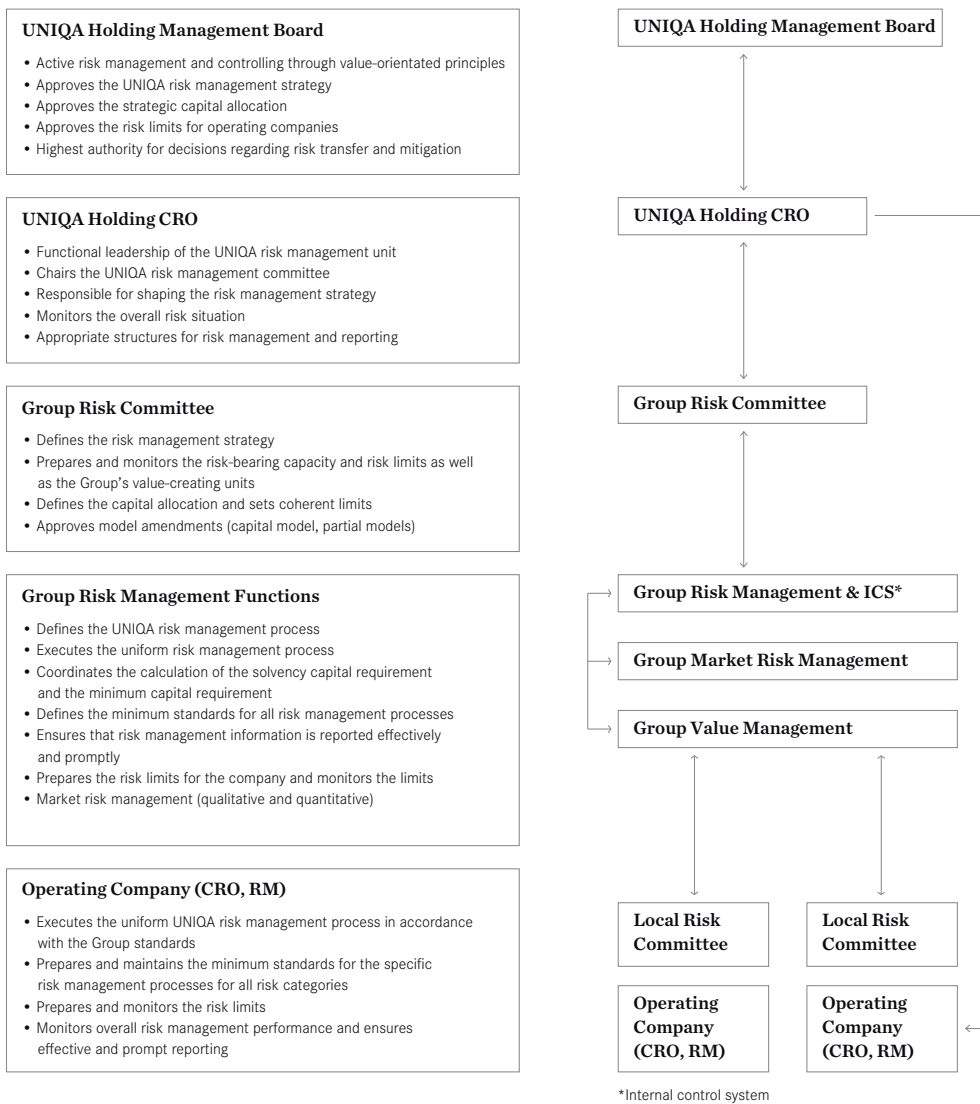 UNIQA Holding Management Board
• Active risk management and controlling through value-orientated principles
• Approves the UNIQA risk management strategy
• Approves the strategic capital allocation
• Approves the risk limits for operating companies
• Highest authority for decisions regarding risk transfer and mitigation
UNIQA Holding CRO
• Functional leadership of the UNIQA risk management unit
• Chairs the UNIQA risk management committee
• Responsible for shaping the risk management strategy
• Monitors the overall risk situation
• Appropriate structures for risk management and reporting
Group Risk Committee
• Defines the risk management strategy
• Prepares and monitors the risk-bearing capacity and risk limits as well
as the Group's value-creating units
• Defines the capital allocation and sets coherent limits
• Approves model amendments (capital model, partial models)
Group Risk Management Functions
• Defines the UNIQA risk management process
• Executes the uniform risk management process
• Coordinates the calculation of the solvency capital requirement
and the minimum capital requirement
• Defines the minimum standards for all risk management processes
• Ensures that risk management information is reported effectively
and promptly
• Prepares the risk limits for the company and monitors the limits
• Market risk management (qualitative and quantitative)
Operating Company (CRO, RM)
• Executes the uniform UNIQA risk management process in accordance
with the Group standards
• Prepares and maintains the minimum standards for the specific
risk management processes for all risk categories
• Prepares and monitors the risk limits
• Monitors overall risk management performance and ensures
effective and prompt reporting
UNIQA Holding Management Board
UNIQA Holding CRO
Group Risk Committee
Group Risk Management & ICS*
Group Market Risk Management
Group Value Management
Local Risk
Committee
Local Risk
Committee
Operating
Company
(CRO, RM)
Operating
Company
(CRO, RM)
*Internal control system